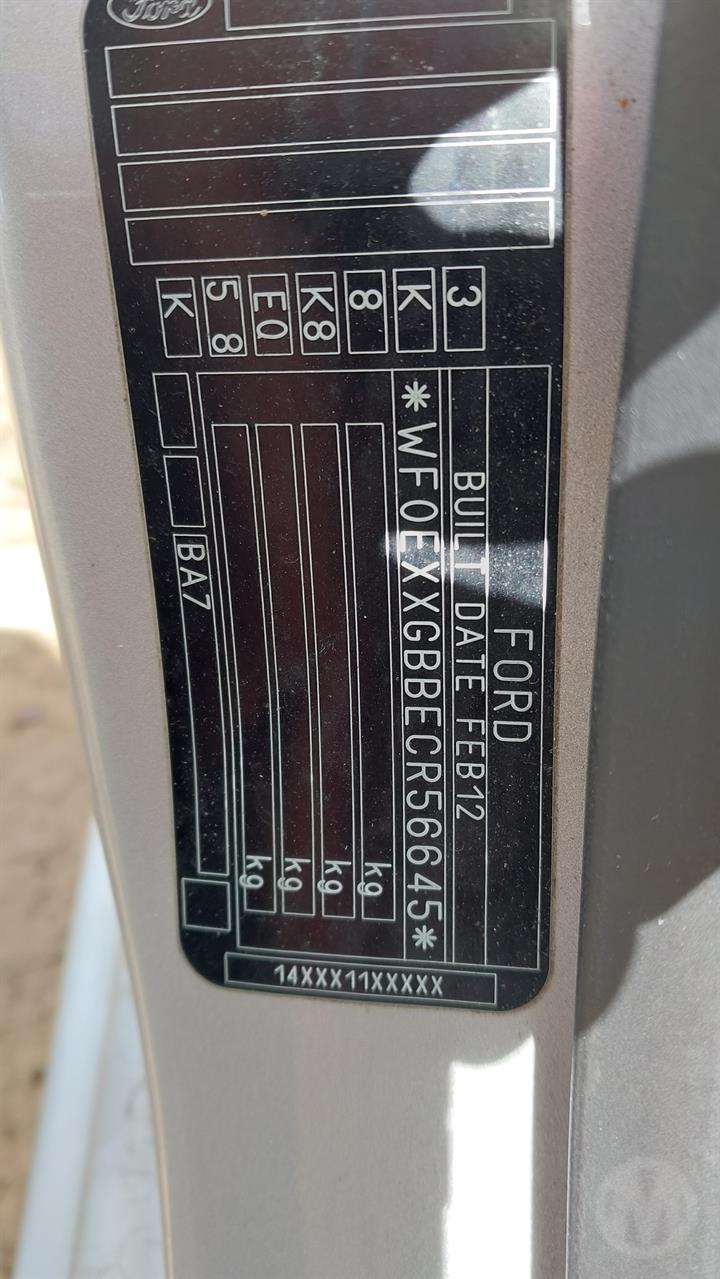 Ford
FORD
BUILT DATE FEB12
*WF0EXXGBBECR56645*
kg
kg
kg
kg
BA7
3
K
8
K8
E0
5 8
K
14XXX11XXXXX